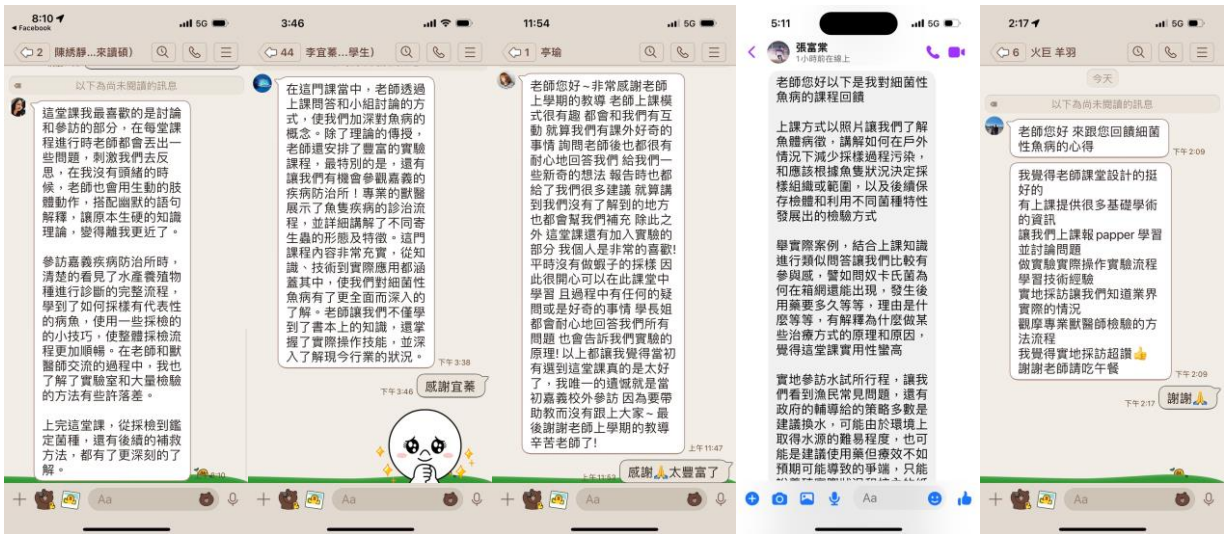 8:10
Facebook
5G
2 陳綉靜...來讀碩)
以下為尚未閱讀的訊息
這堂課我最喜歡的是討論
和參訪的部分，在每堂課
程進行時老師都會丟出一
些問題，刺激我們去反
思，在我沒有頭緒的時
候，老師也會用生動的肢
體動作，搭配幽默的語句
解釋，讓原本生硬的知識
理論，變得離我更近了。
參訪嘉義疾病防治所時，
清楚的看見了水產養殖物
種進行診斷的完整流程，
學到了如何採樣有代表性
的病魚，使用一些採檢的
的小技巧，使整體採檢流
程更加順暢。在老師和獸
醫師交流的過程中，我也
了解了實驗室和大量檢驗
的方法有些許落差。
上完這堂課，從採檢到鑑
定菌種，還有後續的補救
方法，都有了更深刻的了
解。
Aa
3:46
44 李宜蓁...學生)
在這門課當中，老師透過
上課問答和小組討論的方
式，使我們加深對魚病的
概念。除了理論的傳授，
老師還安排了豐富的實驗
課程，最特別的是，還有
讓我們有機會參觀嘉義的
疾病防治所！專業的獸醫
展示了魚隻疾病的診治流
程，並詳細講解了不同寄
生蟲的形態及特徵。這門
課程內容非常充實，從知
識、技術到實際應用都涵
蓋其中，使我們對細菌性
魚病有了更全面而深入的
了解。老師讓我們不僅學
到了書本上的知識，還掌
握了實際操作技能，並深
入了解現今行業的狀況。
下午 3:38
下午 3:46 感謝宜蓁
Aa
11:54
5G
1 亭瑜
老師您好~非常感謝老師
上學期的教導 老師上課模
式很有趣 都會和我們有互
動 就算我們有課外好奇的
事情 詢問老師後也都很有
耐心地回答我們 給我們一
些新奇的想法 報告時也都
給了我們很多建議 就算講
到我們沒有了解到的地方
也都會幫我們補充 除此之
外 這堂課還有加入實驗的
部分 我個人是非常的喜歡!
平時沒有做蝦子的採樣 因
此很開心可以在此課堂中
學習 且過程中有任何的疑
問或是好奇的事情 學長姐
都會耐心地回答我們所有
問題 也會告訴我們實驗的
原理! 以上都讓我覺得當初
有選到這堂課真的是太好
了，我唯一的遺憾就是當
初嘉義校外參訪 因為要帶
助教而沒有跟上大家 ~ 最
後謝謝老師上學期的教導
辛苦老師了!
上午 11:47
上午 11:53 感謝🙏太豐富了
Aa
5:11
5G
張富棠
1小時前在線上
老師您好以下是我對細菌性
魚病的課程回饋
上課方式以照片讓我們了解
魚體病徵，講解如何在戶外
情況下減少採樣過程污染，
和應該根據魚隻狀況決定採
樣組織或範圍，以及後續保
存檢體和利用不同菌種特性
發展出的檢驗方式
舉實際案例，結合上課知識
進行類似問答讓我們比較有
參與感，譬如問奴卡氏菌為
何在箱網還能出現，發生後
用藥要多久等等，理由是什
麼等等，有解釋為什麼做某
些治療方式的原理和原因，
覺得這堂課實用性蠻高
實地參訪水試所行程，讓我
們看到漁民常見問題，還有
政府的輔導給的策略多數是
建議換水，可能由於環境上
取得水源的難易程度，也可
能是建議使用藥但療效不如
預期可能導致的爭端，只能
Aa
2:17
5G
6 火巨 羊羽
今天
以下為尚未閱讀的訊息
老師您好 來跟您回饋細菌
性魚病的心得
下午 2:09
我覺得老師課堂設計的挺
好的
有上課提供很多基礎學術
的資訊
讓我們上課報 papper 學習
並討論問題
做實驗實際操作實驗流程
學習技術經驗
實地採訪讓我們知道業界
實際的情況
觀摩專業獸醫師檢驗的方
法流程
我覺得實地採訪超讚👍
謝謝老師請吃午餐
下午 2:09
下午 2:17 謝謝🙏
Aa